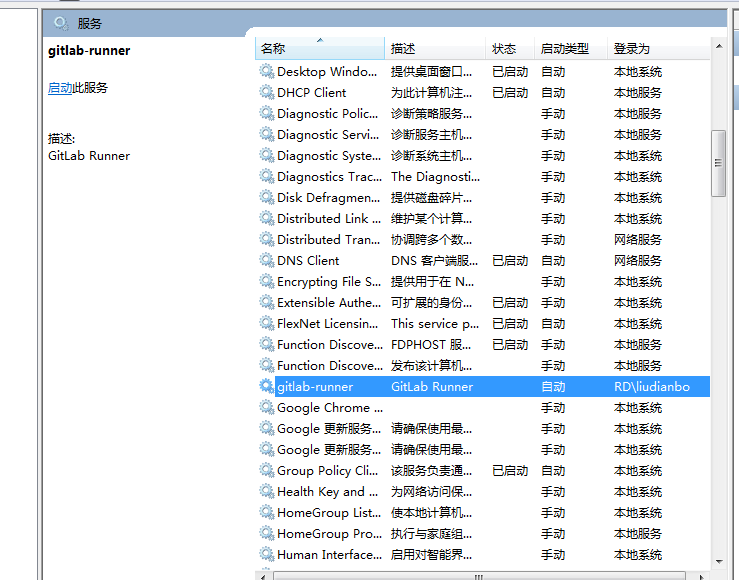 服务
gitlab-runner
启动此服务
描述:
GitLab Runner
名称 描述 状态 启动类型 登录为
Desktop Windo... 提供桌面窗口... 已启动 自动 本地系统
DHCP Client 为此计算机注... 已启动 自动 本地服务
Diagnostic Polic... 诊断策略服务... 手动 本地服务
Diagnostic Servi... 诊断服务主机... 手动 本地服务
Diagnostic Syste... 诊断系统主机... 手动 本地系统
Diagnostics Trac... The Diagnosti... 手动 本地系统
Disk Defragmen... 提供磁盘碎片... 手动 本地系统
Distributed Link ... 维护某个计算... 手动 本地系统
Distributed Tran... 协调跨多个数... 手动 网络服务
DNS Client DNS 客户端服... 已启动 自动 网络服务
Encrypting File S... 提供用于在 N... 手动 本地系统
Extensible Authe... 可扩展的身份... 已启动 手动 本地系统
FlexNet Licensin... This service p... 已启动 自动 本地系统
Function Discove... FDPHOST 服... 已启动 手动 本地服务
Function Discove... 发布该计算机... 手动 本地服务
gitlab-runner GitLab Runner 自动 RD\liudianbo
Google Chrome ... 手动 本地系统
Google 更新服务... 请确保使用最... 手动 本地系统
Google 更新服务... 请确保使用最... 手动 本地系统
Group Policy Cli... 该服务负责通... 已启动 自动 本地系统
Health Key and ... 为网络访问保... 手动 本地系统
HomeGroup List... 使本地计算机... 手动 本地系统
HomeGroup Pro... 执行与家庭组... 手动 本地服务
Human Interface... 启用对智能界... 手动 本地系统